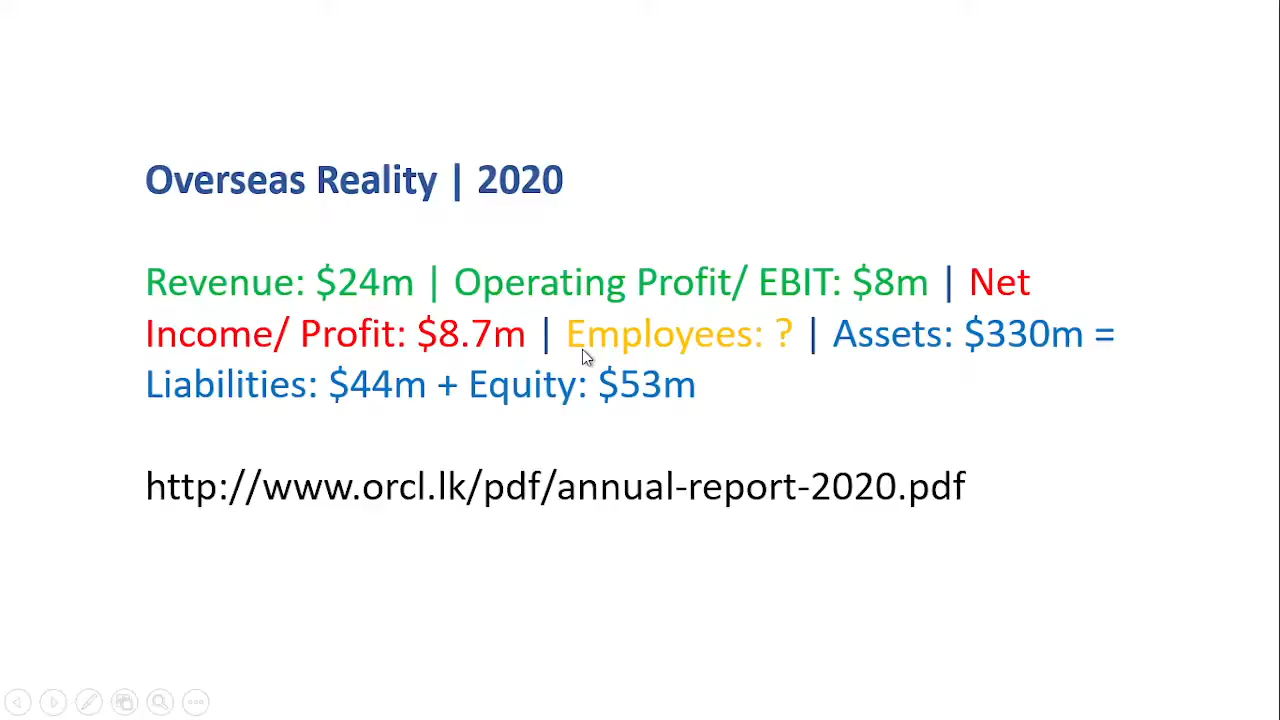 Overseas Reality | 2020
Revenue: $24m | Operating Profit/ EBIT: $8m | Net
Income/ Profit: $8.7m | Employees: ? | Assets: $330m =
Liabilities: $44m + Equity: $53m
http://www.orcl.lk/pdf/annual-report-2020.pdf